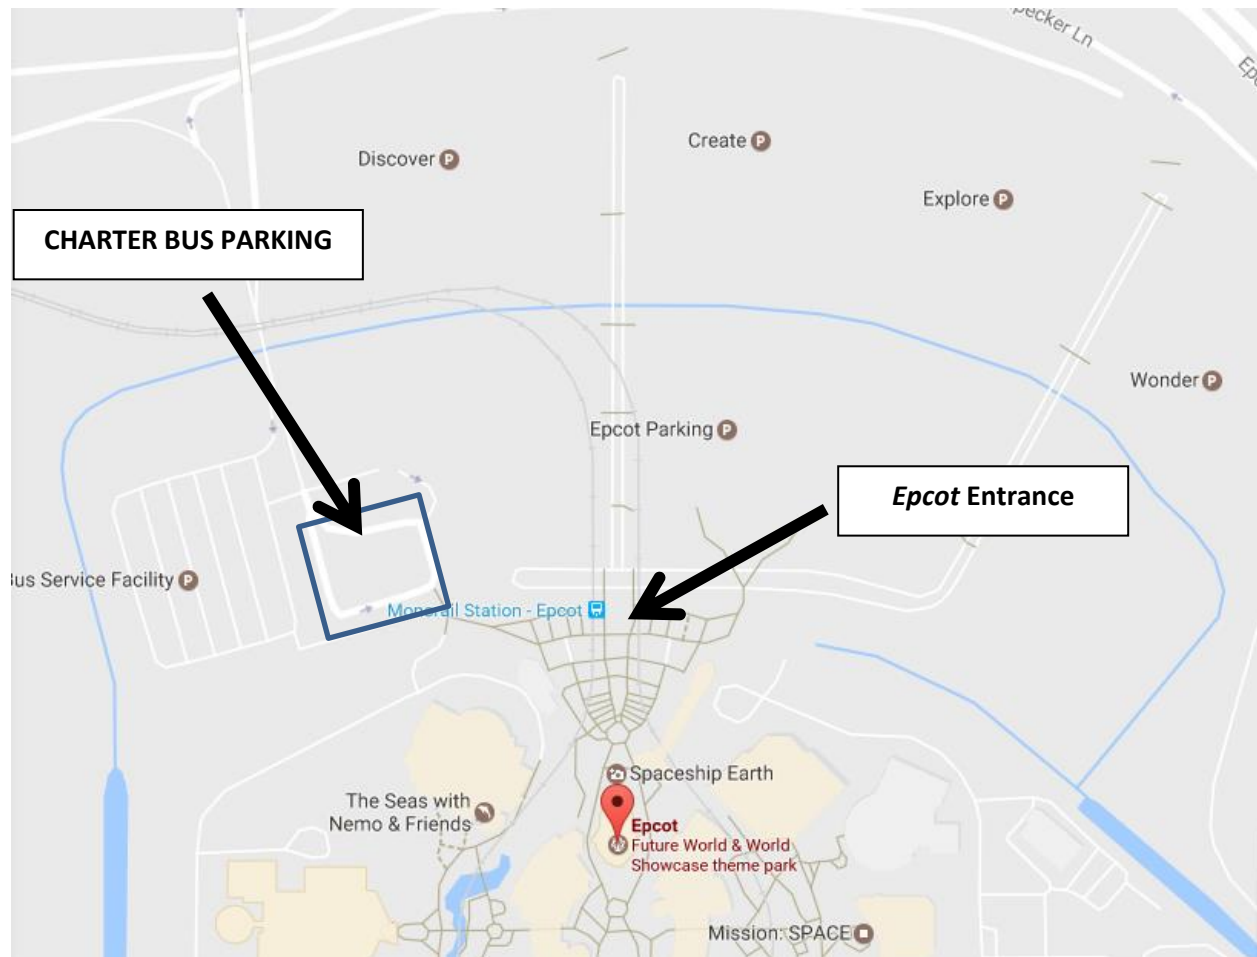 pecker Ln
Create
Discover
Explore
CHARTER BUS PARKING
Wonder
Epcot Parking
Epcot Entrance
us Service Facility
Monorail Station - Epcot
Spaceship Earth
The Seas with
Nemo & Friends
Epcot
Future World & World
Showcase theme park
Mission: SPACE